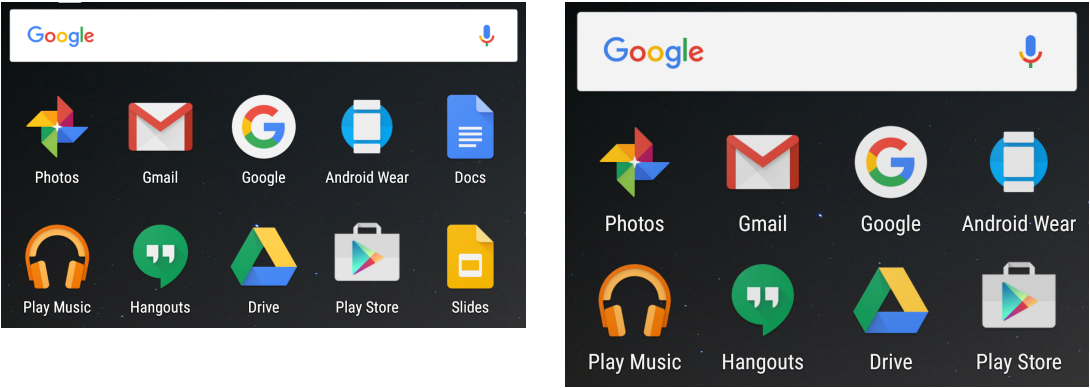 Google
Photos Gmail Google Android Wear Docs
Play Music Hangouts Drive Play Store Slides
Google
Photos Gmail Google Android Wear
Play Music Hangouts Drive Play Store